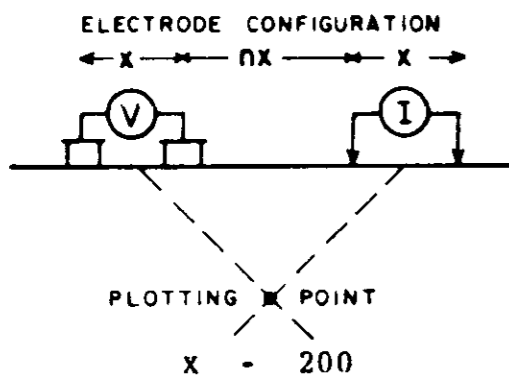 ELECTRODE CONFIGURATION
x nx x
V I
PLOTTING POINT
x - 200